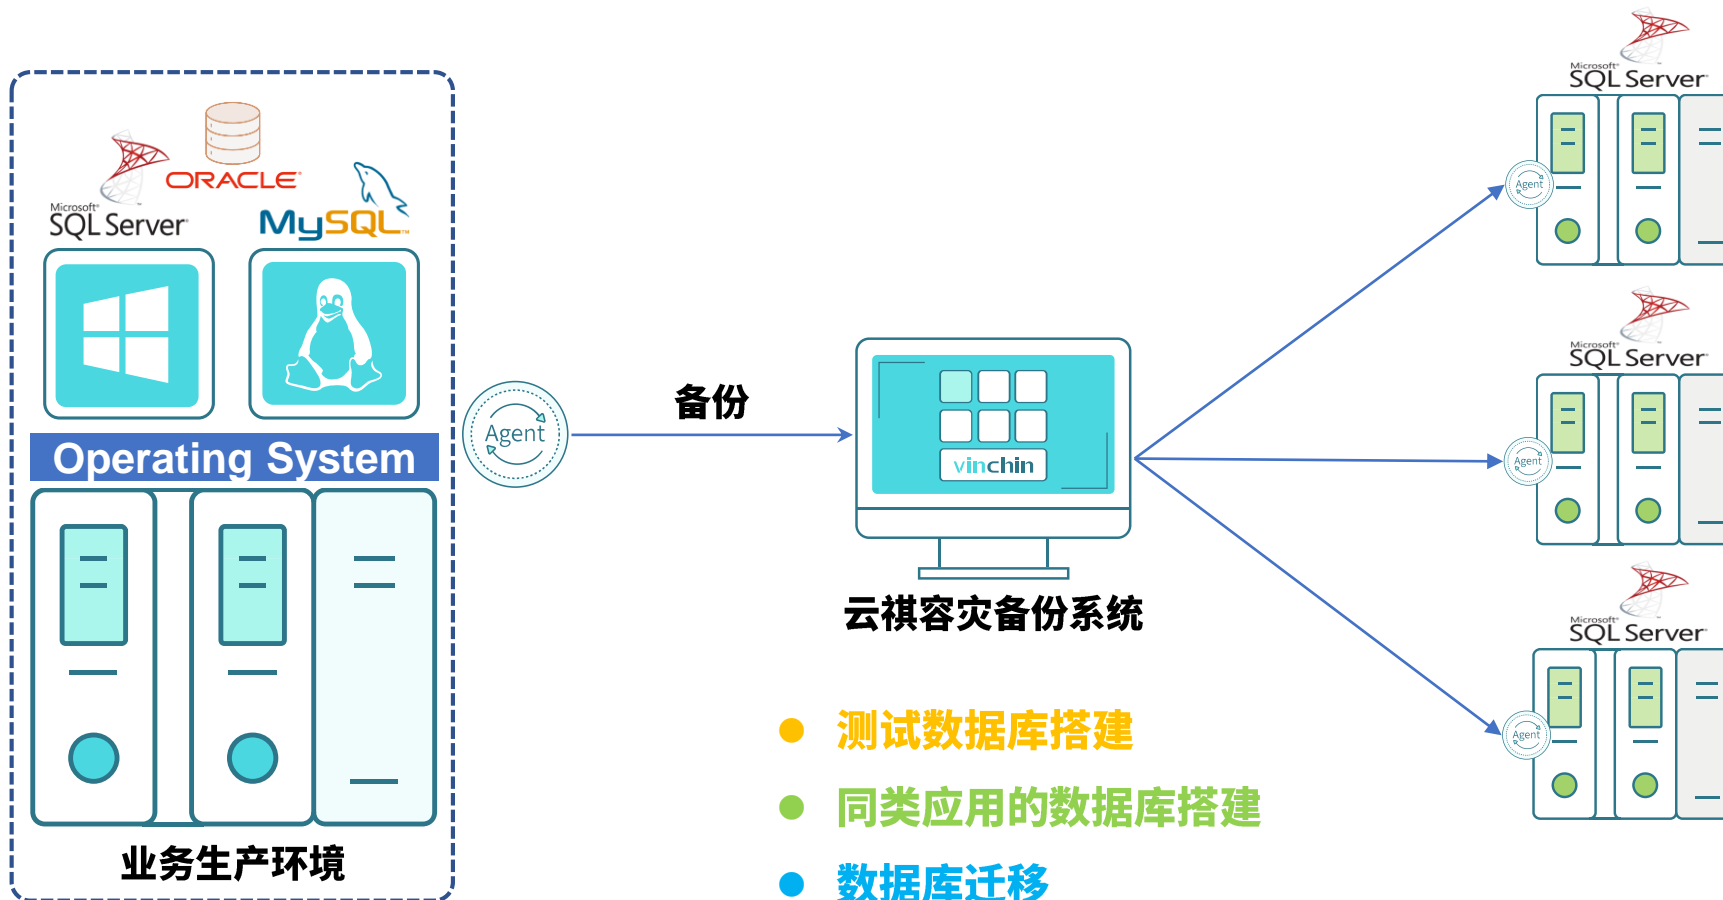 ORACLE
Microsoft
SQL Server
MySQL
Operating System
业务生产环境
Agent
备份
vinchin
云祺容灾备份系统
测试数据库搭建
同类应用的数据库搭建
数据库迁移
Microsoft
SQL Server
Agent
Microsoft
SQL Server
Agent
Microsoft
SQL Server
Agent